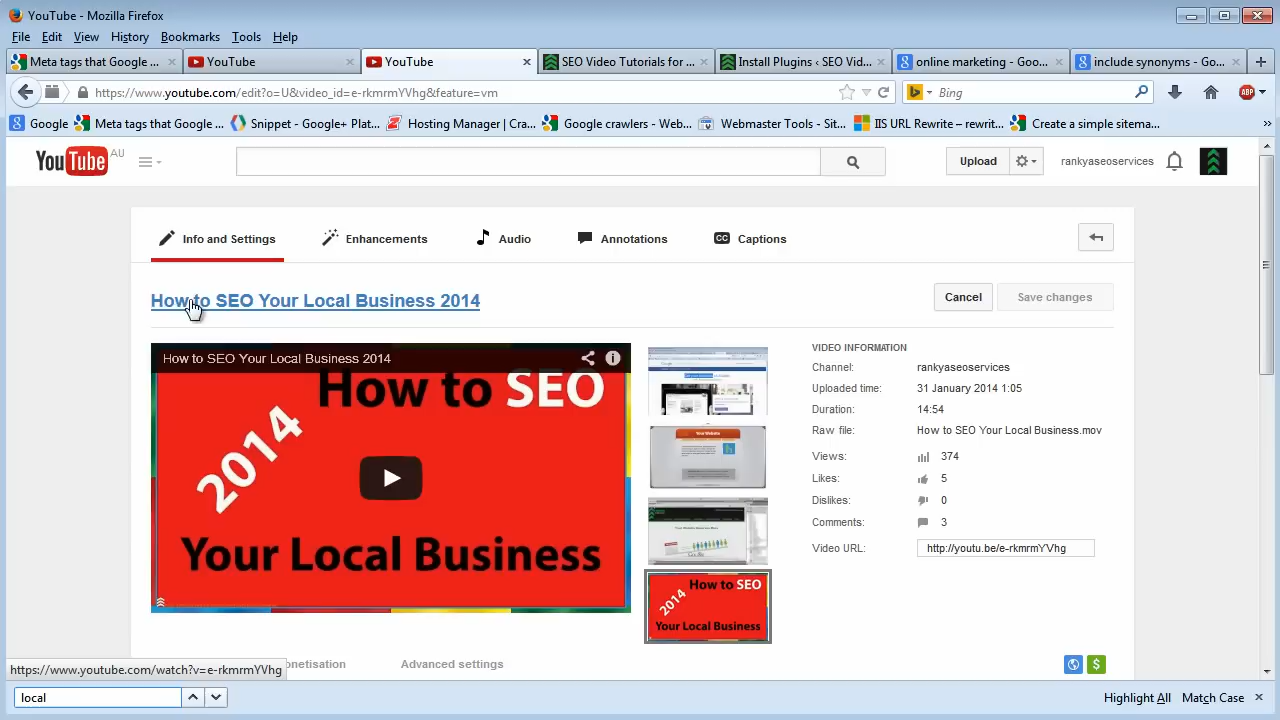 YouTube - Mozilla Firefox
File Edit View History Bookmarks Tools Help
Meta tags that Google ... × YouTube × YouTube × SEO Video Tutorials for ... × Install Plugins ‹ SEO Vid... × online marketing - Goo... × include synonyms - Go... × +
https://www.youtube.com/edit?o=U&video_id=e-rkmrmYVhg&feature=vm Bing ABP
Google Meta tags that Google ... Snippet - Google+ Plat... Hosting Manager | Cra... Google crawlers - Web... Webmaster Tools - Sit... IIS URL Rewrite – rewrit... Create a simple sitema... »
YouTube AU Upload rankyaseoservices
Info and Settings Enhancements Audio Annotations CC Captions
How to SEO Your Local Business 2014 Cancel Save changes
How to SEO Your Local Business 2014
How to SEO
2014
Your Local Business
Your Website
How to SEO
2014
Your Local Business
VIDEO INFORMATION
Channel: rankyaseoservices
Uploaded time: 31 January 2014 1:05
Duration: 14:54
Raw file: How to SEO Your Local Business.mov
Views: 374
Likes: 5
Dislikes: 0
Comments: 3
Video URL: http://youtu.be/e-rkmrmYVhg
onetisation Advanced settings $
https://www.youtube.com/watch?v=e-rkmrmYVhg
local Highlight All Match Case ×